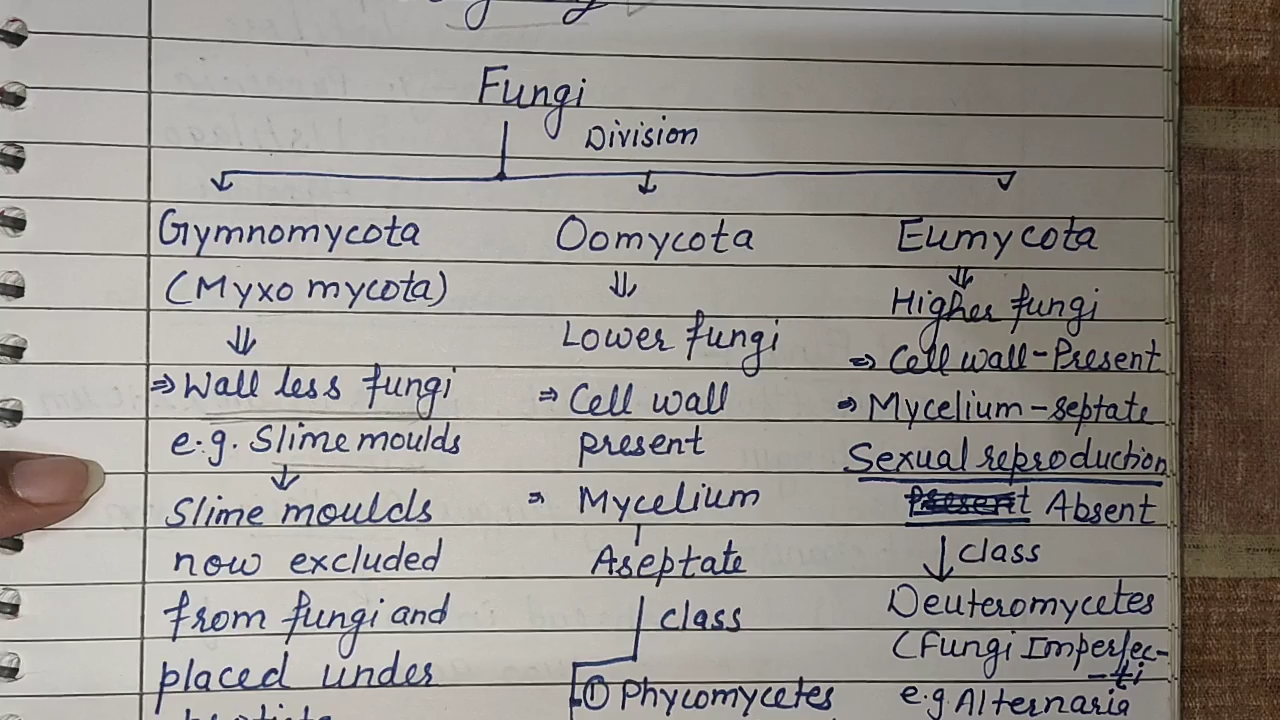 Fungi
Division
Gymnomycota
(Myxo mycota)
⇒ Wall less fungi
e.g. Slime moulds
Slime moulds
now excluded
from fungi and
placed under
Oomycota
Lower fungi
⇒ Cell wall
present
⇒ Mycelium
Aseptate
class
① Phycomycetes
Eumycota
Higher fungi
⇒ Cell wall-Present
⇒ Mycelium-septate
Sexual reproduction
Present Absent
class
Deuteromycetes
(Fungi Imperfec-
-ti
e.g Alternaria